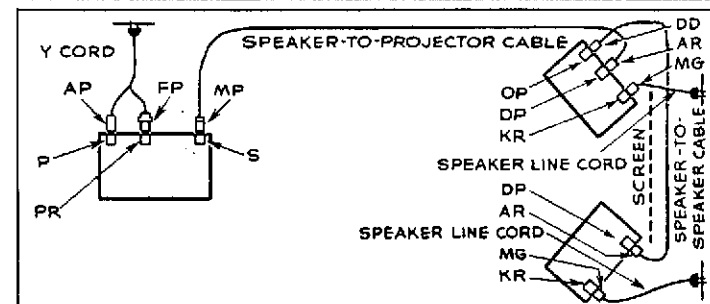 Y CORD
SPEAKER-TO-PROJECTOR CABLE
DD
AR
MG
AP
FP
MP
OP
DP
KR
P
S
PR
SPEAKER LINE CORD
SCREEN
SPEAKER-TO-
SPEAKER CABLE
DP
AR
SPEAKER LINE CORD
MG
KR